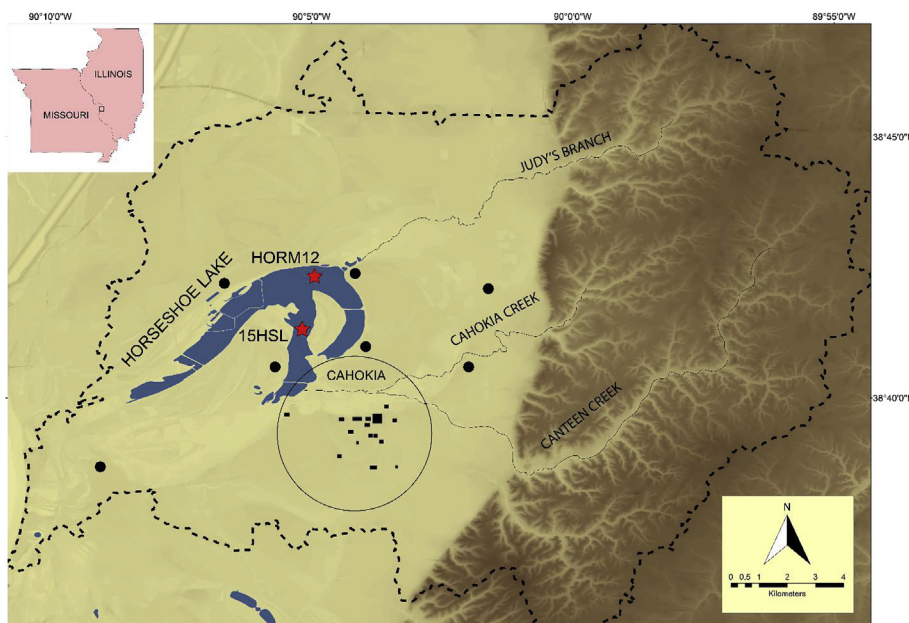 90°10'0"W
90°5'0"W
90°0'0"W
89°55'0"W
ILLINOIS
MISSOURI
38°45'0"N
JUDY'S BRANCH
HORM12
HORSESHOE LAKE
CAHOKIA CREEK
15HSL
CAHOKIA
38°40'0"N
CANTEEN CREEK
N
0 0.5 1 2 3 4
Kilometers